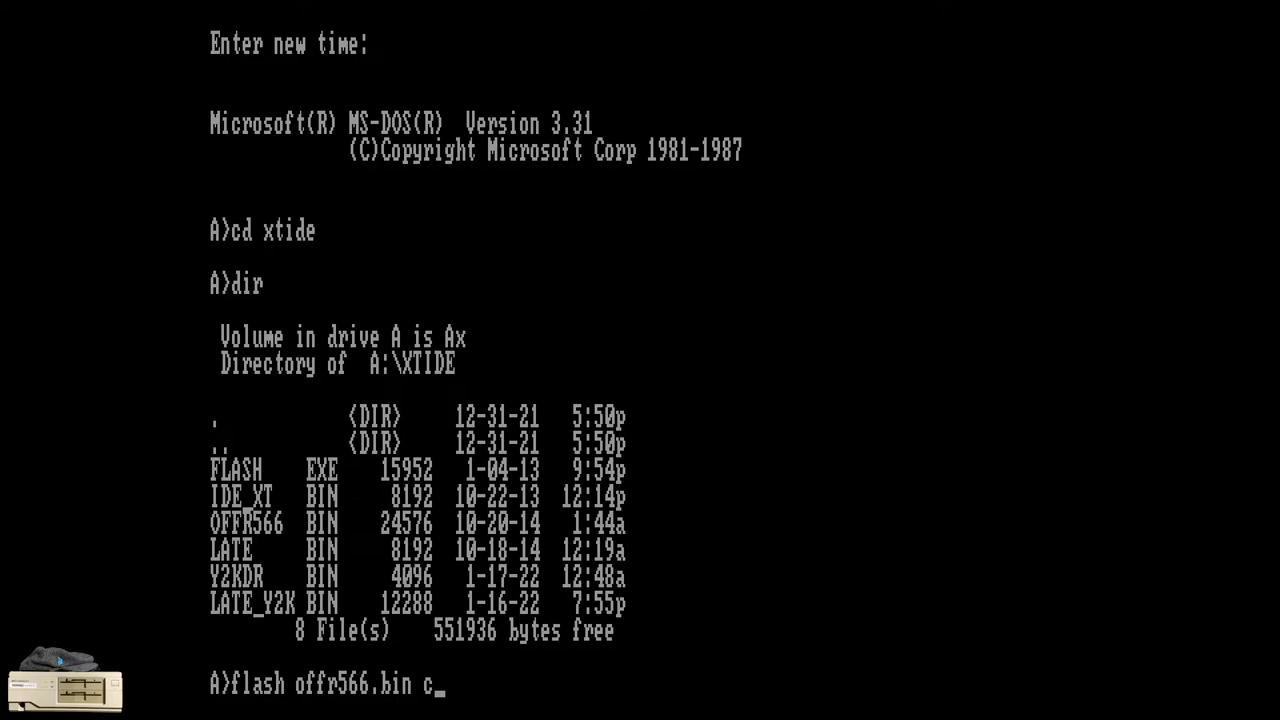 Enter new time:
Microsoft(R) MS-DOS(R)  Version 3.31
             (C)Copyright Microsoft Corp 1981-1987
A>cd xtide
A>dir
 Volume in drive A is Ax
 Directory of  A:\XTIDE
.            <DIR>     12-31-21   5:50p
..           <DIR>     12-31-21   5:50p
FLASH    EXE    15952   1-04-13   9:54p
IDE_XT   BIN     8192  10-22-13  12:14p
OFFR566  BIN    24576  10-20-14   1:44a
LATE     BIN     8192  10-18-14  12:19a
Y2KDR    BIN     4096   1-17-22  12:48a
LATE_Y2K BIN    12288   1-16-22   7:55p
        8 File(s)    551936 bytes free
A>flash offr566.bin c_